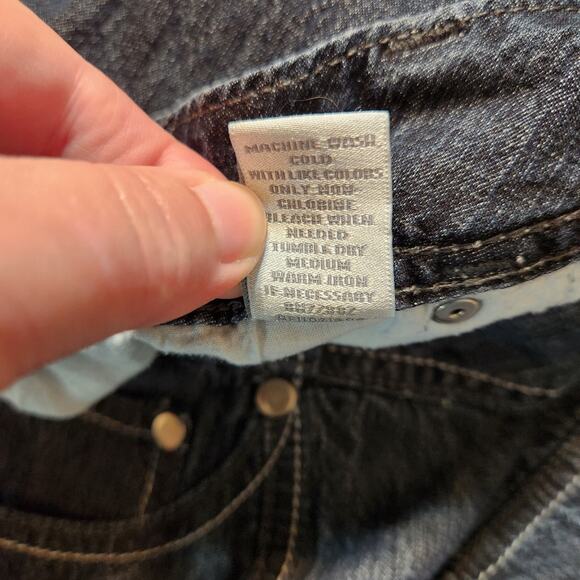 MACHINE WASH
COLD
WITH LIKE COLORS
ONLY NON-
CHLORINE
BLEACH WHEN
NEEDED
TUMBLE DRY
MEDIUM
WARM IRON
IF NECESSARY